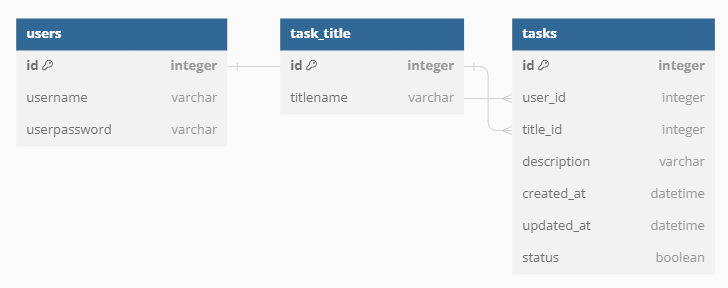 users
id integer
username varchar
userpassword varchar
task_title
id integer
titlename varchar
tasks
id integer
user_id integer
title_id integer
description varchar
created_at datetime
updated_at datetime
status boolean